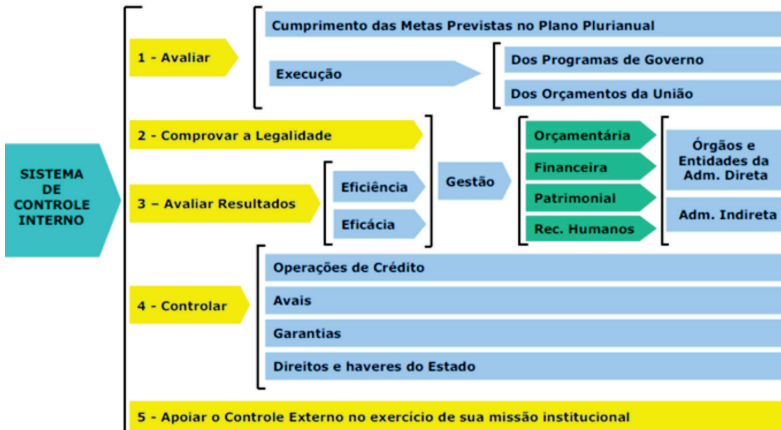 SISTEMA
DE
CONTROLE
INTERNO
1 - Avaliar
Cumprimento das Metas Previstas no Plano Plurianual
Execução
Dos Programas de Governo
Dos Orçamentos da União
2 - Comprovar a Legalidade
3 – Avaliar Resultados
Eficiência
Eficácia
Gestão
Orçamentária
Financeira
Patrimonial
Rec. Humanos
Órgãos e
Entidades da
Adm. Direta
Adm. Indireta
4 - Controlar
Operações de Crédito
Avais
Garantias
Direitos e haveres do Estado
5 - Apoiar o Controle Externo no exercício de sua missão institucional